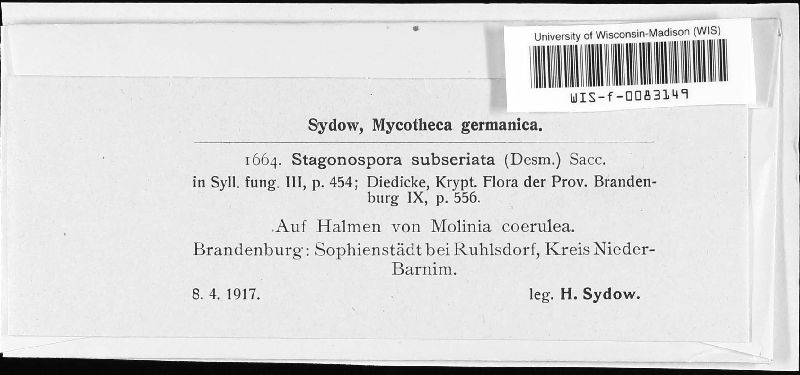 University of Wisconsin-Madison (WIS)
WIS-f-0083149
Sydow, Mycotheca germanica.
1664. Stagonospora subseriata (Desm.) Sacc.
in Syll. fung. III, p. 454; Diedicke, Krypt. Flora der Prov. Branden-
burg IX, p. 556.
Auf Halmen von Molinia coerulea.
Brandenburg: Sophienstädt bei Ruhlsdorf, Kreis Nieder-
Barnim.
8. 4. 1917. leg. H. Sydow.